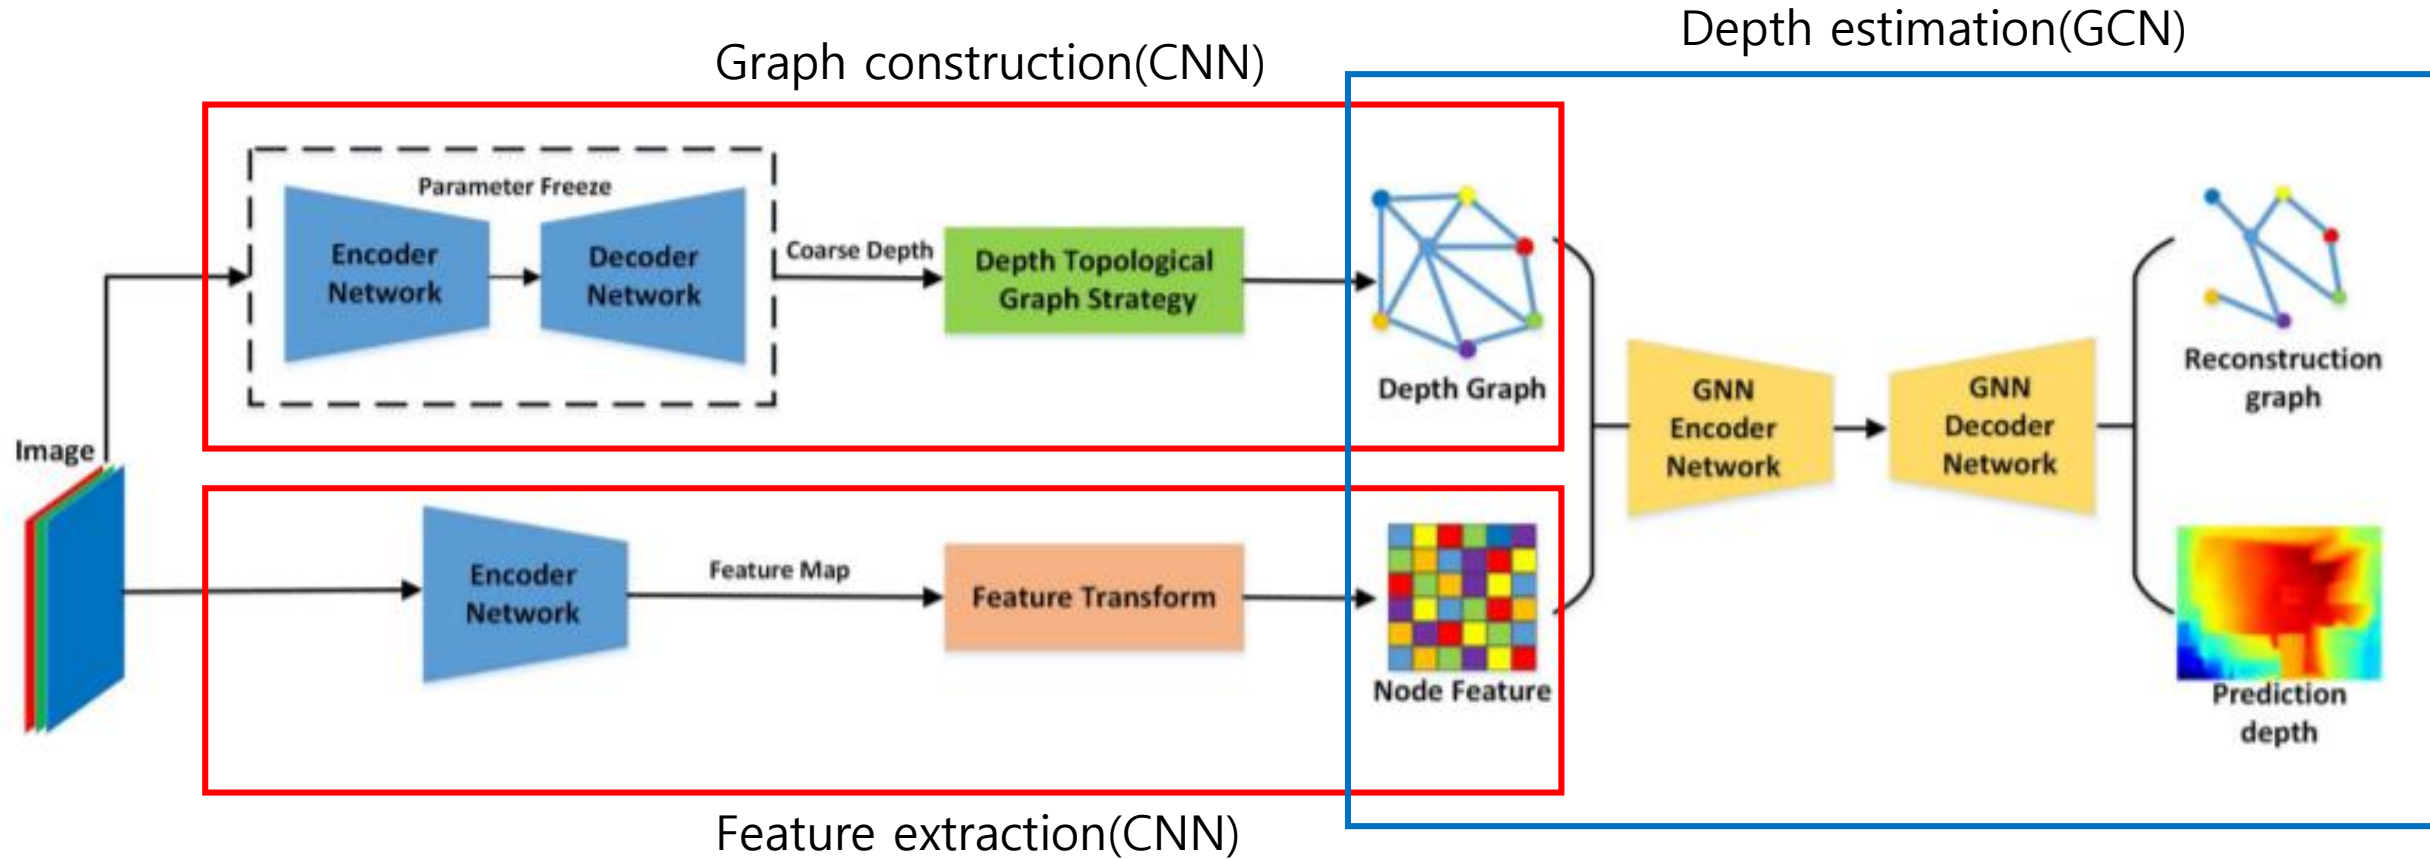 Depth estimation(GCN)
Graph construction(CNN)
Parameter Freeze
Encoder
Network
Decoder
Network
Coarse Depth
Depth Topological
Graph Strategy
Depth Graph
Image
Encoder
Network
Feature Map
Feature Transform
Node Feature
GNN
Encoder
Network
GNN
Decoder
Network
Reconstruction
graph
Prediction
depth
Feature extraction(CNN)